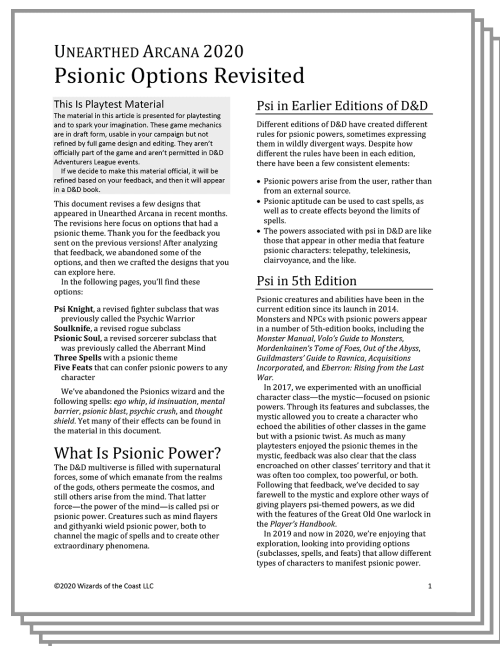 UNEARTHED ARCANA 2020
Psionic Options Revisited
This Is Playtest Material
The material in this article is presented for playtesting
and to spark your imagination. These game mechanics
are in draft form, usable in your campaign but not
refined by full game design and editing. They aren't
officially part of the game and aren't permitted in D&D
Adventurers League events.
If we decide to make this material official, it will be
refined based on your feedback, and then it will appear
in a D&D book.
This document revises a few designs that
appeared in Unearthed Arcana in recent months.
The revisions here focus on options that had a
psionic theme. Thank you for the feedback you
sent on the previous versions! After analyzing
that feedback, we abandoned some of the
options, and then we crafted the designs that you
can explore here.
In the following pages, you'll find these
options:
Psi Knight, a revised fighter subclass that was
previously called the Psychic Warrior
Soulknife, a revised rogue subclass
Psionic Soul, a revised sorcerer subclass that
was previously called the Aberrant Mind
Three Spells with a psionic theme
Five Feats that can confer psionic powers to any
character
We've abandoned the Psionics wizard and the
following spells: ego whip, id insinuation, mental
barrier, psionic blast, psychic crush, and thought
shield. Yet many of their effects can be found in
the material in this document.
What Is Psionic Power?
The D&D multiverse is filled with supernatural
forces, some of which emanate from the realms
of the gods, others permeate the cosmos, and
still others arise from the mind. That latter
force—the power of the mind—is called psi or
psionic power. Creatures such as mind flayers
and githyanki wield psionic power, both to
channel the magic of spells and to create other
extraordinary phenomena.
Psi in Earlier Editions of D&D
Different editions of D&D have created different
rules for psionic powers, sometimes expressing
them in wildly divergent ways. Despite how
different the rules have been in each edition,
there have been a few consistent elements:
• Psionic powers arise from the user, rather than
from an external source.
• Psionic aptitude can be used to cast spells, as
well as to create effects beyond the limits of
spells.
• The powers associated with psi in D&D are like
those that appear in other media that feature
psionic characters: telepathy, telekinesis,
clairvoyance, and the like.
Psi in 5th Edition
Psionic creatures and abilities have been in the
current edition since its launch in 2014.
Monsters and NPCs with psionic powers appear
in a number of 5th-edition books, including the
Monster Manual, Volo's Guide to Monsters,
Mordenkainen's Tome of Foes, Out of the Abyss,
Guildmasters' Guide to Ravnica, Acquisitions
Incorporated, and Eberron: Rising from the Last
War.
In 2017, we experimented with an unofficial
character class—the mystic—focused on psionic
powers. Through its features and subclasses, the
mystic allowed you to create a character who
echoed the abilities of other classes in the game
but with a psionic twist. As much as many
playtesters enjoyed the psionic themes in the
mystic, feedback was also clear that the class
encroached on other classes' territory and that it
was often too complex, too powerful, or both.
Following that feedback, we've decided to say
farewell to the mystic and explore other ways of
giving players psi-themed powers, as we did
with the features of the Great Old One warlock in
the Player's Handbook.
In 2019 and now in 2020, we're enjoying that
exploration, looking into providing options
(subclasses, spells, and feats) that allow different
types of characters to manifest psionic power.
©2020 Wizards of the Coast LLC
1